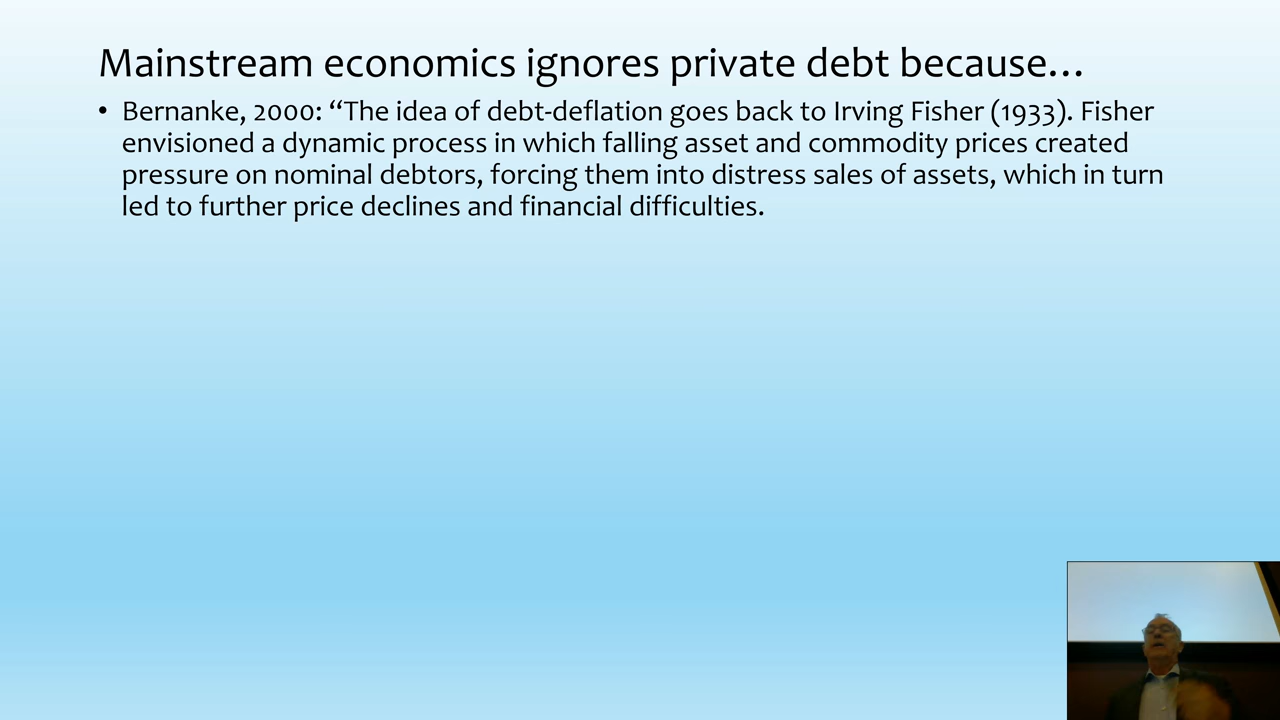 Mainstream economics ignores private debt because…
• Bernanke, 2000: “The idea of debt-deflation goes back to Irving Fisher (1933). Fisher
envisioned a dynamic process in which falling asset and commodity prices created
pressure on nominal debtors, forcing them into distress sales of assets, which in turn
led to further price declines and financial difficulties.